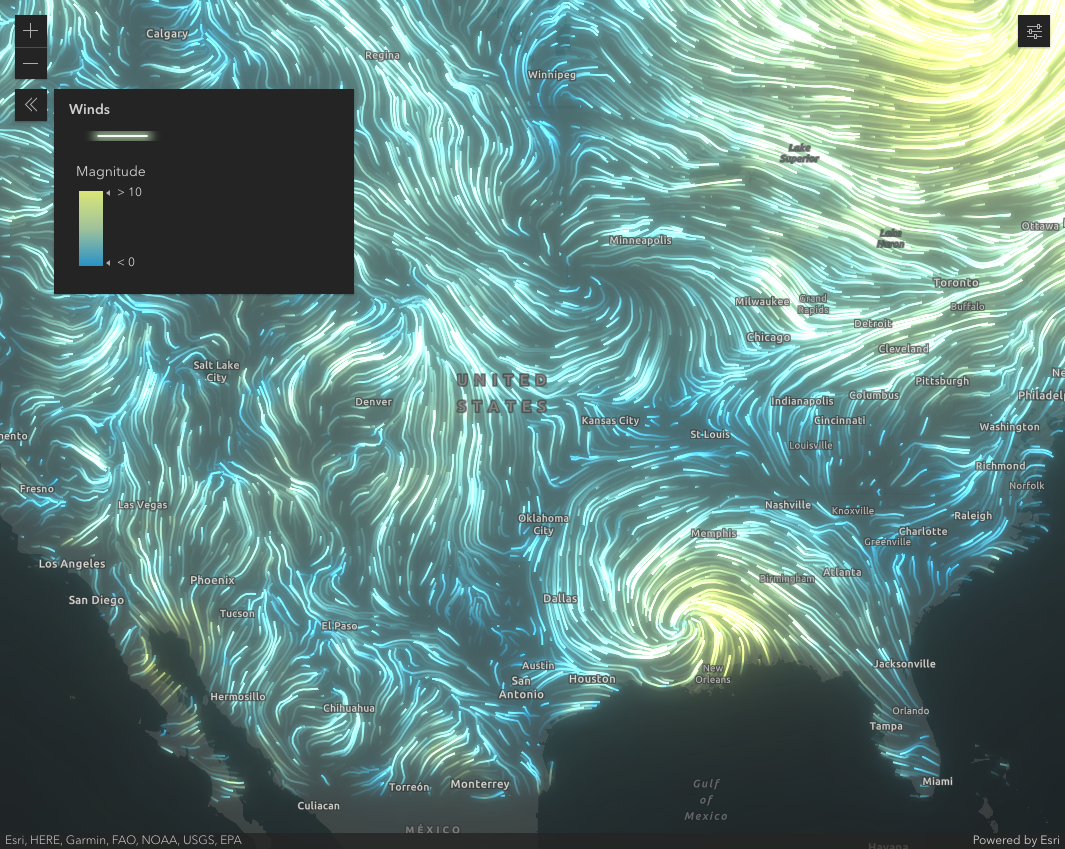 Calgary
Regina
Winnipeg
Winds
Magnitude
> 10
< 0
Lake
Superior
Lake
Huron
Ottawa
Minneapolis
Toronto
Milwaukee
Grand
Rapids
Buffalo
Detroit
Chicago
Cleveland
Salt Lake
City
UNITED
STATES
Denver
Pittsburgh
Ne
Indianapolis
Columbus
Philadelp
Kansas City
Cincinnati
Washington
St Louis
Louisville
mento
Richmond
Fresno
Norfolk
Las Vegas
Nashville
Knoxville
Raleigh
Oklahoma
City
Memphis
Charlotte
Greenville
Los Angeles
Phoenix
Birmingham
Atlanta
San Diego
Tucson
Dallas
El Paso
Austin
New
Orleans
Jacksonville
Houston
San
Antonio
Hermosillo
Chihuahua
Orlando
Tampa
Torreón
Monterrey
Miami
Gulf
of
Mexico
Culiacan
MÉXICO
Havana
Esri, HERE, Garmin, FAO, NOAA, USGS, EPA
Powered by Esri